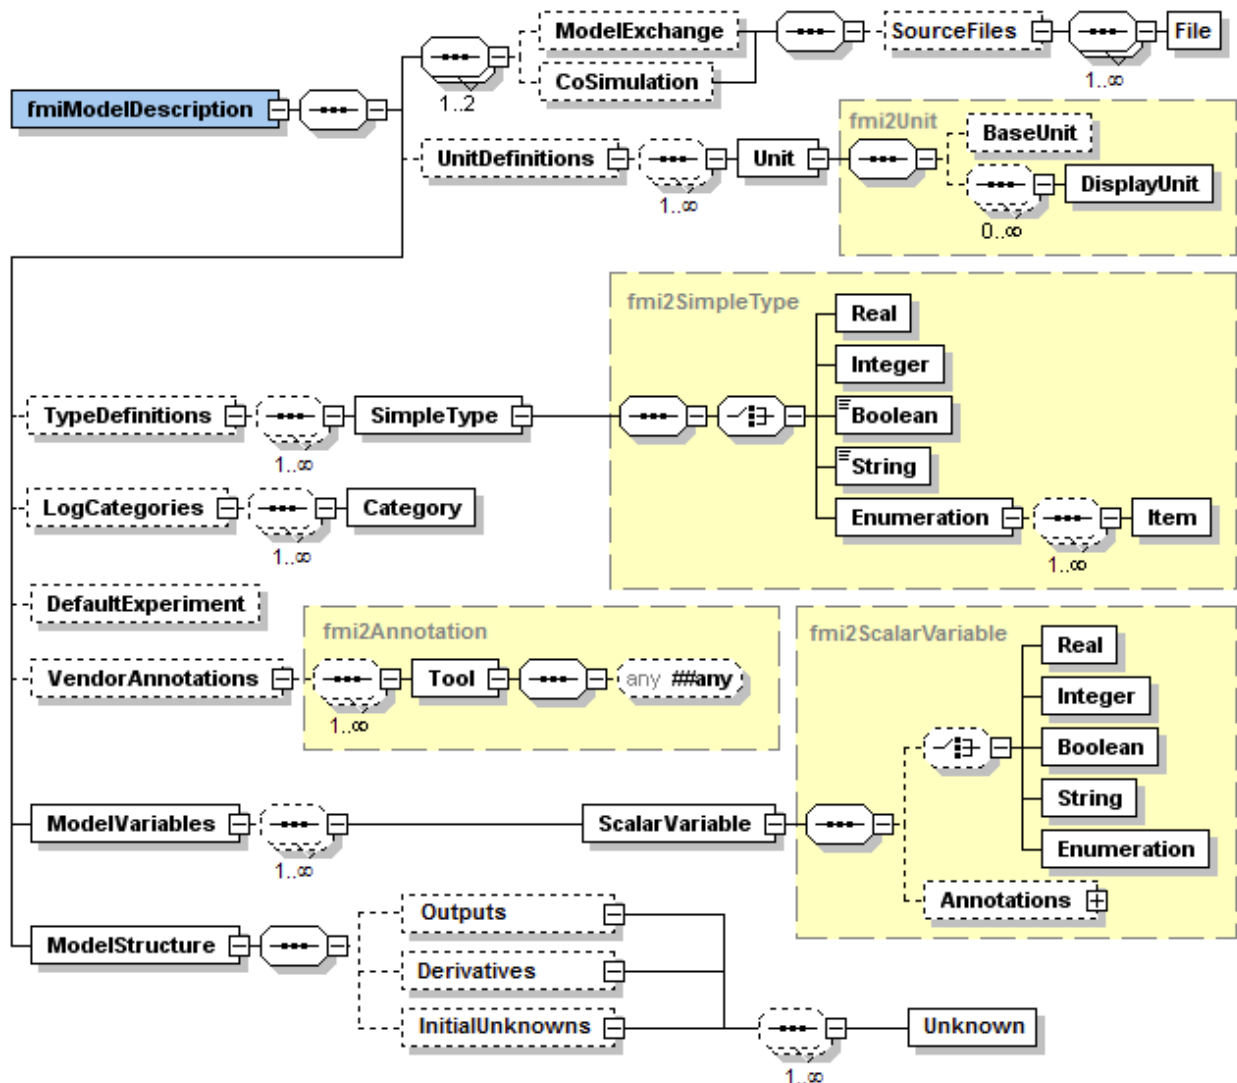 ModelExchange
SourceFiles
File
CoSimulation
1..∞
1..2
fmiModelDescription
fmi2Unit
BaseUnit
UnitDefinitions
Unit
DisplayUnit
1..∞
0..∞
fmi2SimpleType
Real
Integer
TypeDefinitions
SimpleType
Boolean
1..∞
String
LogCategories
Category
Enumeration
Item
1..∞
1..∞
DefaultExperiment
fmi2Annotation
fmi2ScalarVariable
Real
VendorAnnotations
Tool
any ##any
Integer
1..∞
Boolean
String
ModelVariables
ScalarVariable
Enumeration
1..∞
Annotations
Outputs
ModelStructure
Derivatives
InitialUnknowns
Unknown
1..∞